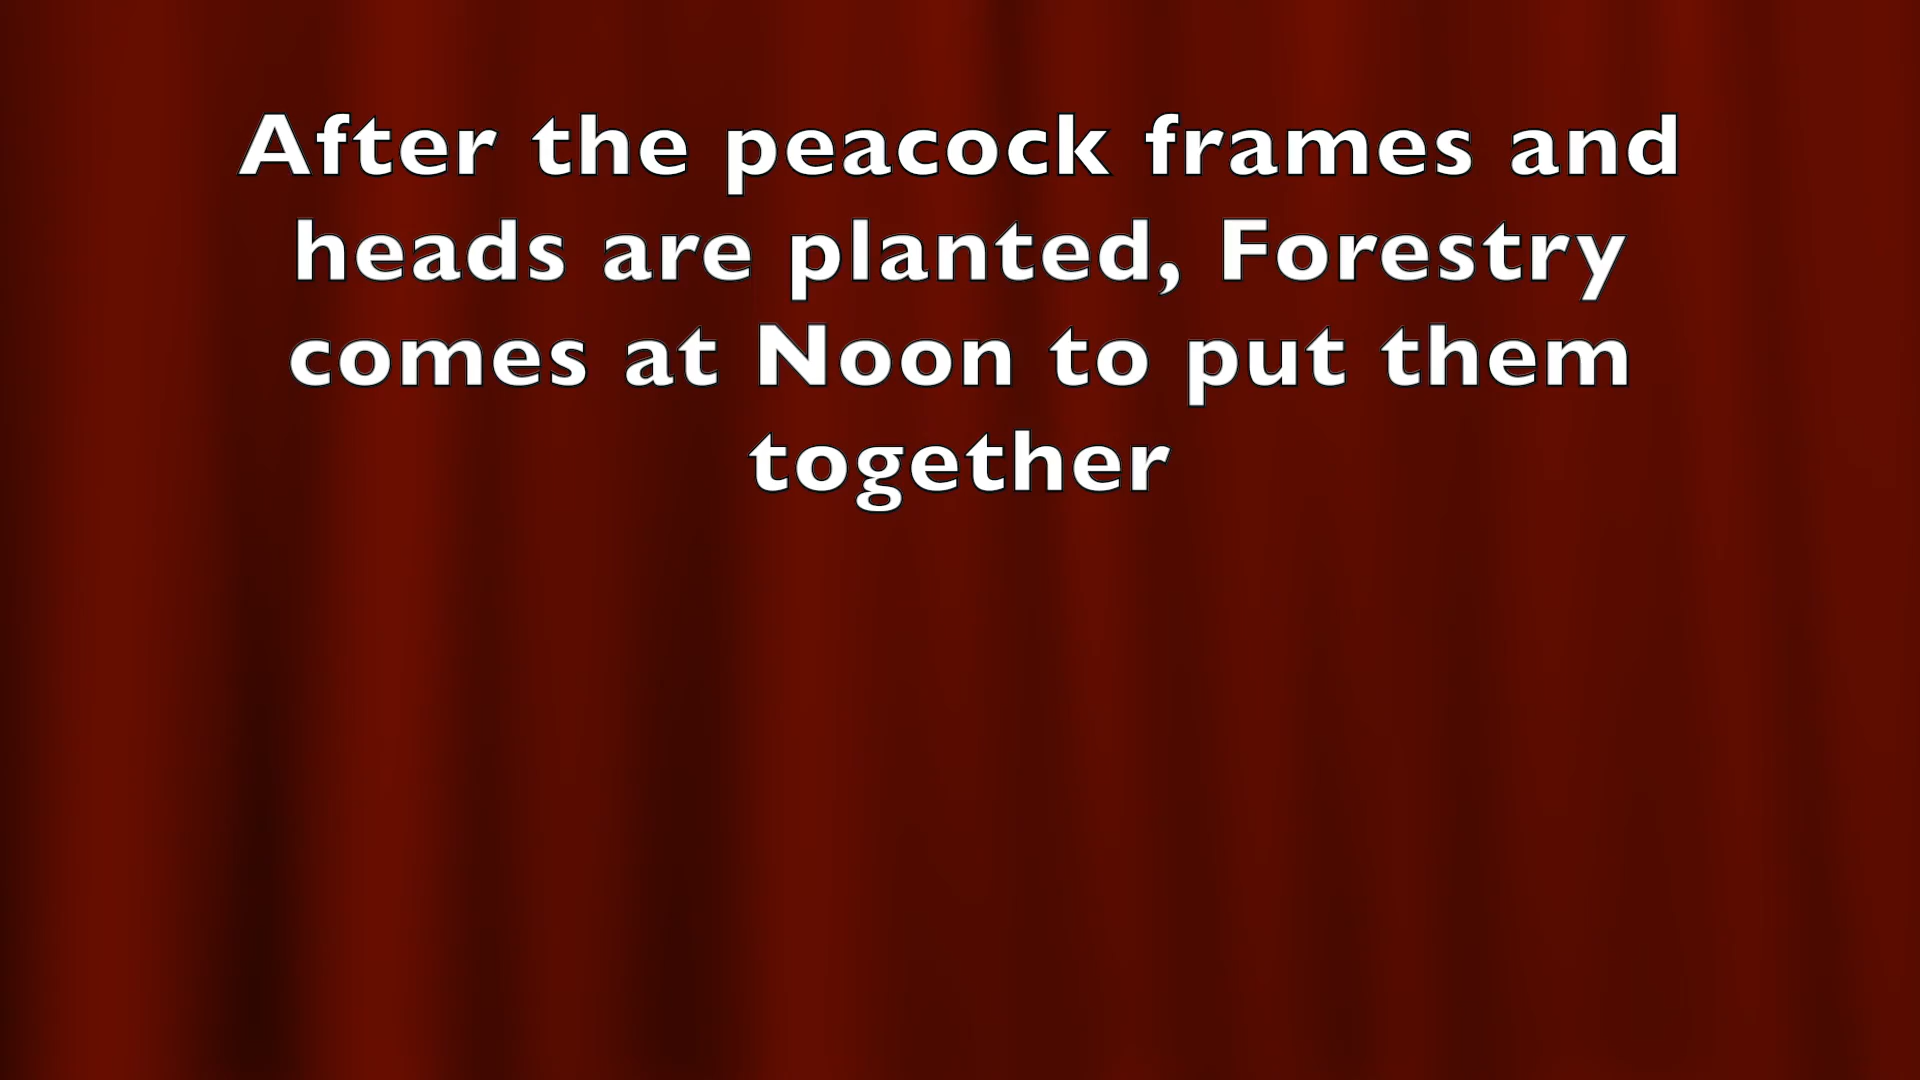 After the peacock frames and
heads are planted, Forestry
comes at Noon to put them
together